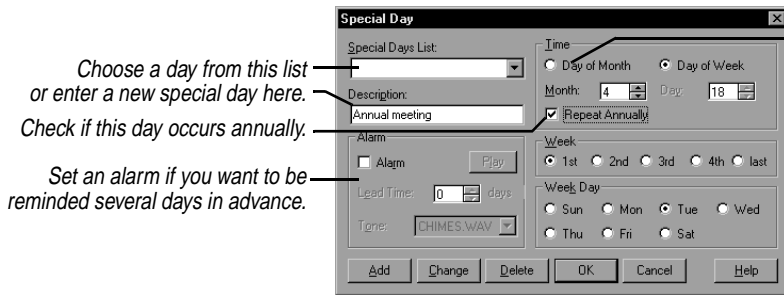 Special Day
Special Days List:
Choose a day from this list
or enter a new special day here.
Description:
Annual meeting
Check if this day occurs annually.
Alarm
Alarm
Play
Set an alarm if you want to be
reminded several days in advance.
Lead Time: 0 days
Tone: CHIMES.WAV
Time
Day of Month Day of Week
Month: 4 Day: 18
Repeat Annually
Week
1st 2nd 3rd 4th last
Week Day
Sun Mon Tue Wed
Thu Fri Sat
Add Change Delete OK Cancel Help